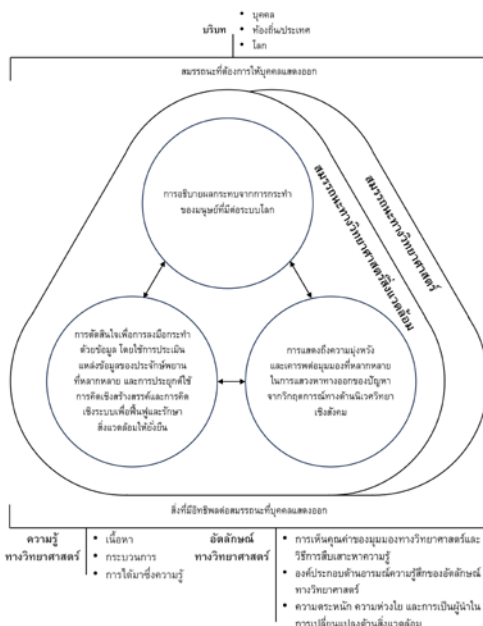 บริบท
• บุคคล
• ท้องถิ่น/ประเทศ
• โลก
สมรรถนะที่ต้องการให้บุคคลแสดงออก
การอธิบายผลกระทบจากการกระทำ
ของมนุษย์ที่มีต่อระบบโลก
สมรรถนะทางวิทยาศาสตร์สิ่งแวดล้อม
สมรรถนะทางวิทยาศาสตร์
การตัดสินใจเพื่อการลงมือกระทำ
ด้วยข้อมูล โดยใช้การประเมิน
แหล่งข้อมูลของประจักษ์พยาน
ที่หลากหลาย และการประยุกต์ใช้
การคิดเชิงสร้างสรรค์และการคิด
เชิงระบบเพื่อฟื้นฟูและรักษา
สิ่งแวดล้อมให้ยั่งยืน
การแสดงถึงความมุ่งหวัง
และเคารพต่อมุมมองที่หลากหลาย
ในการแสวงหาทางออกของปัญหา
จากวิกฤตการณ์ทางด้านนิเวศวิทยา
เชิงสังคม
สิ่งที่มีอิทธิพลต่อสมรรถนะที่บุคคลแสดงออก
ความรู้
ทางวิทยาศาสตร์
• เนื้อหา
• กระบวนการ
• การได้มาซึ่งความรู้
อัตลักษณ์
ทางวิทยาศาสตร์
• การเห็นคุณค่าของมุมมองทางวิทยาศาสตร์และ
วิธีการสืบเสาะหาความรู้
• องค์ประกอบด้านอารมณ์ความรู้สึกของอัตลักษณ์
ทางวิทยาศาสตร์
• ความตระหนัก ความห่วงใย และการเป็นผู้นำใน
การเปลี่ยนแปลงด้านสิ่งแวดล้อม